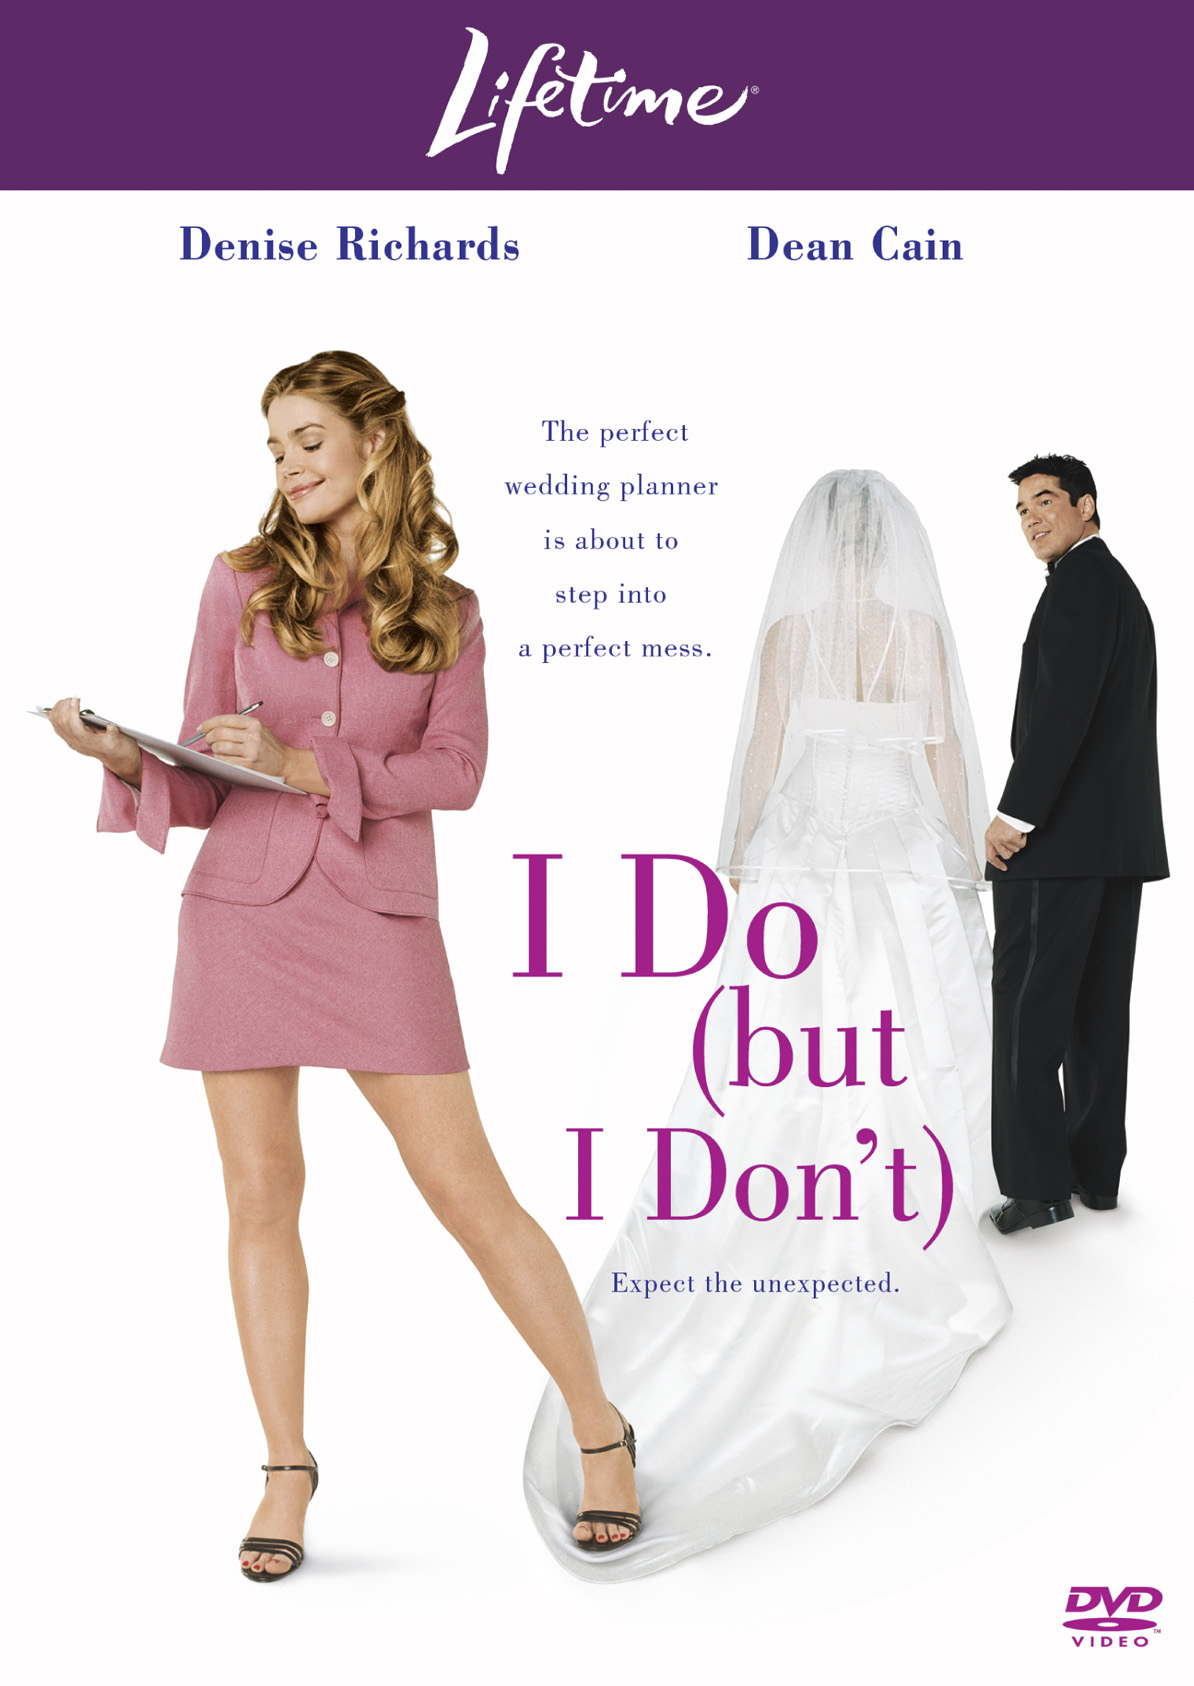 Lifetime®
Denise Richards
Dean Cain
The perfect
wedding planner
is about to
step into
a perfect mess.
I Do
(but
I Don't)
Expect the unexpected.
DVD
VIDEO™